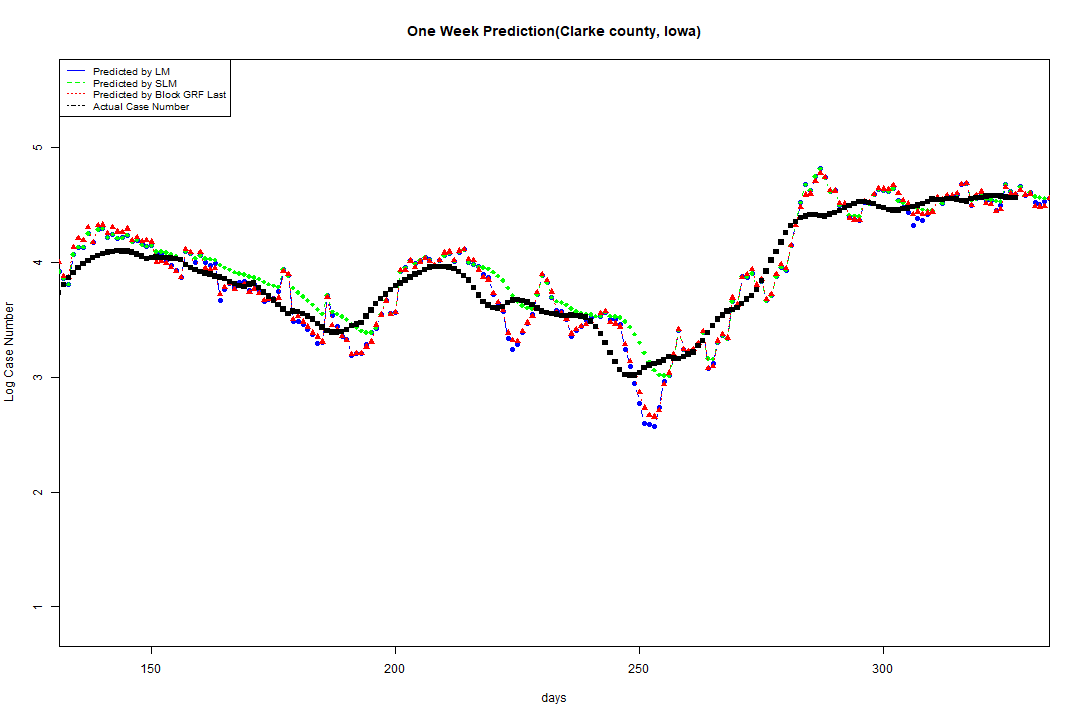 One Week Prediction(Clarke county, Iowa)
Predicted by LM
Predicted by SLM
Predicted by Block GRF Last
Actual Case Number
5
4
3
2
1
Log Case Number
150 200 250 300
days